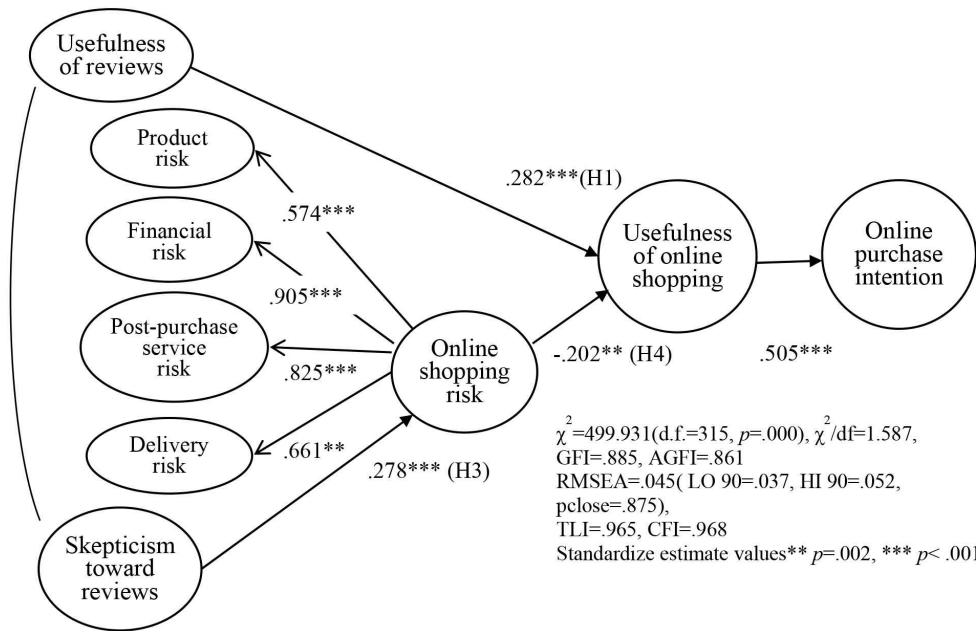 Usefulness
of reviews
Product
risk
.574***
Financial
risk
.905***
Post-purchase
service
risk
.825***
Delivery
risk
.661**
Skepticism
toward
reviews
.278*** (H3)
Online
shopping
risk
.282***(H1)
-.202** (H4)
Usefulness
of online
shopping
.505***
Online
purchase
intention
χ²=499.931(d.f.=315, p=.000), χ²/df=1.587,
GFI=.885, AGFI=.861
RMSEA=.045( LO 90=.037, HI 90=.052,
pclose=.875),
TLI=.965, CFI=.968
Standardize estimate values** p=.002, *** p< .001